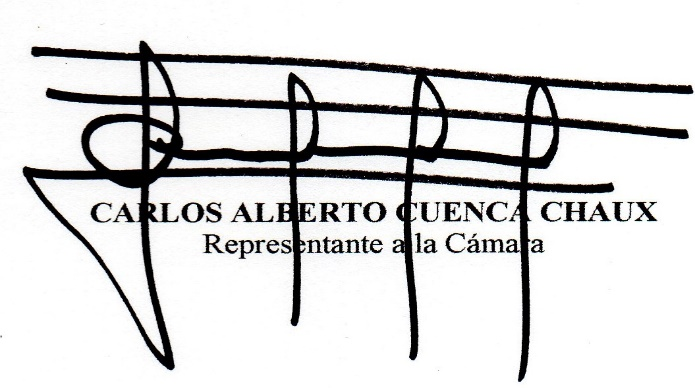 CARLOS ALBERTO CUENCA CHAUX
Representante a la Cámara